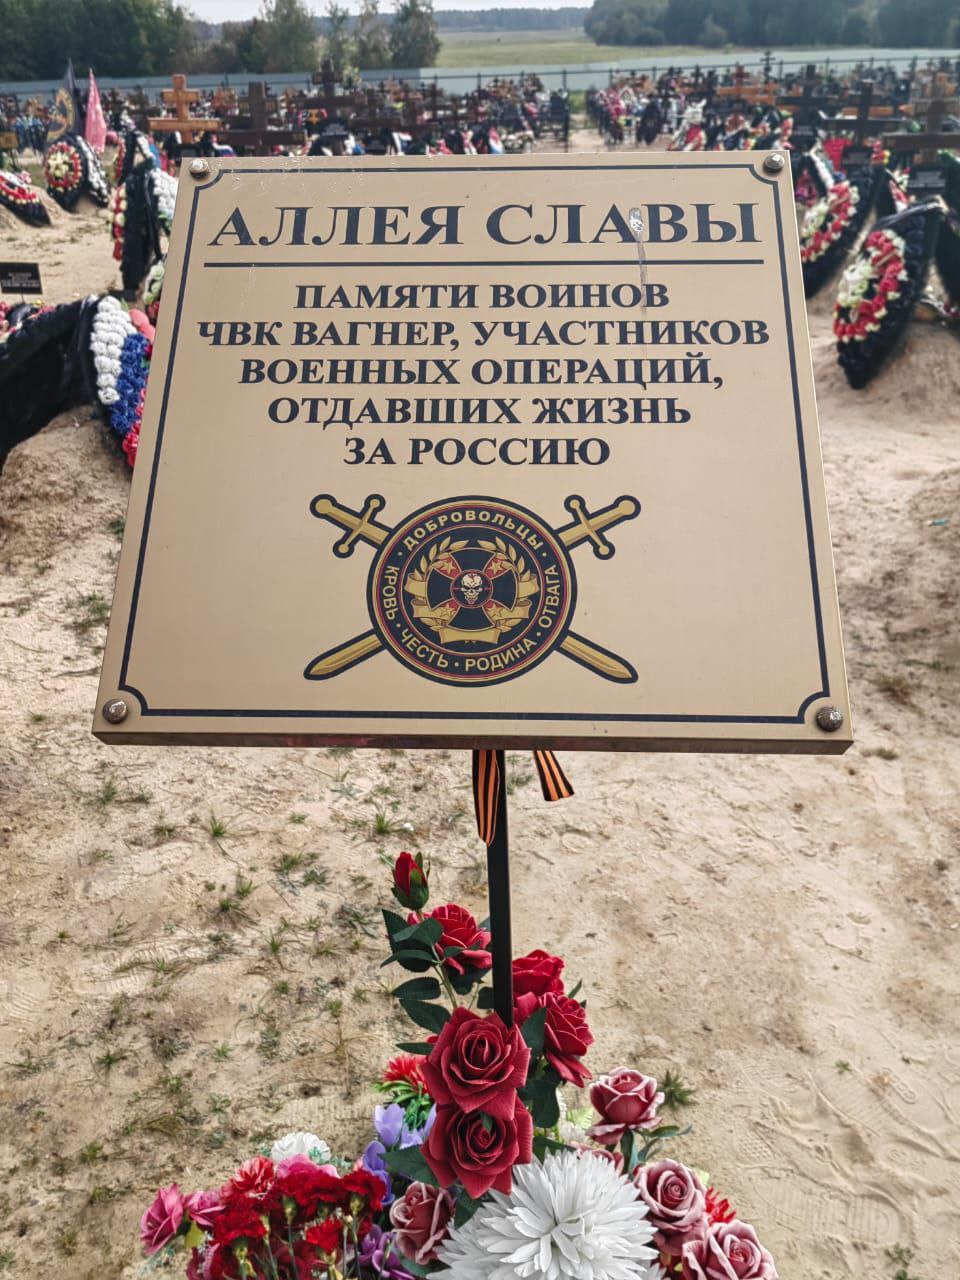 АЛЛЕЯ СЛАВЫ
ПАМЯТИ ВОИНОВ
ЧВК ВАГНЕР, УЧАСТНИКОВ
ВОЕННЫХ ОПЕРАЦИЙ,
ОТДАВШИХ ЖИЗНЬ
ЗА РОССИЮ
ДОБРОВОЛЬЦЫ
КРОВЬ · ЧЕСТЬ · РОДИНА · ОТВАГА